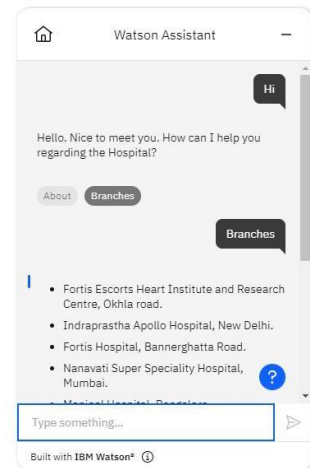 Watson Assistant
Hi
Hello. Nice to meet you. How can I help you
regarding the Hospital?
About Branches
Branches
• Fortis Escorts Heart Institute and Research
Centre, Okhla road.
• Indraprastha Apollo Hospital, New Delhi.
• Fortis Hospital, Bannerghatta Road.
• Nanavati Super Speciality Hospital,
Mumbai.
?
Type something...
Built with IBM Watson®